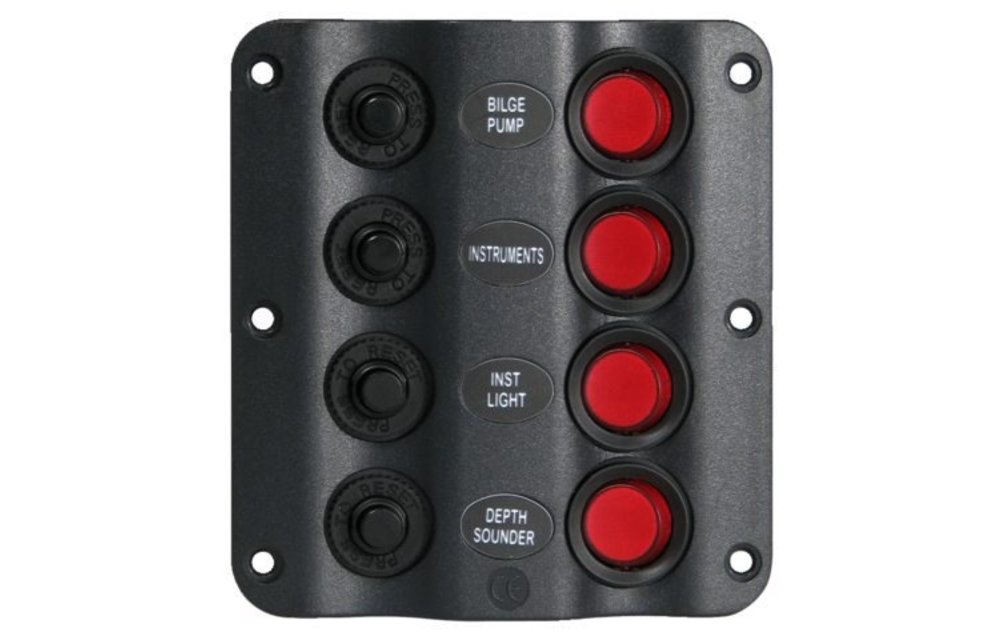 PRESS TO RESET
BILGE
PUMP
PRESS TO RESET
INSTRUMENTS
PRESS TO RESET
INST
LIGHT
PRESS TO RESET
DEPTH
SOUNDER
CE